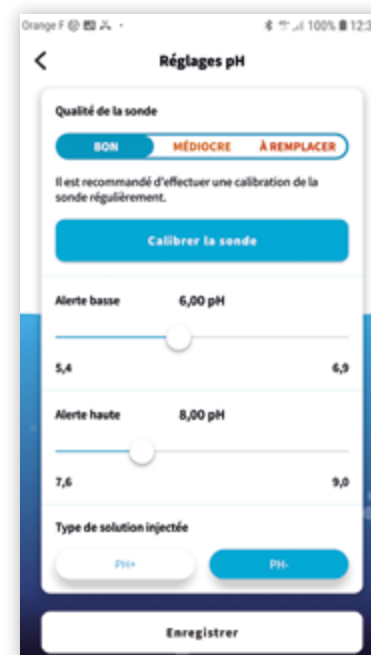 Orange F
100% 12:3
Réglages pH
Qualité de la sonde
BON MÉDIOCRE À REMPLACER
Il est recommandé d'effectuer une calibration de la
sonde régulièrement.
Calibrer la sonde
Alerte basse 6,00 pH
5,4 6,9
Alerte haute 8,00 pH
7,6 9,0
Type de solution injectée
PH+ PH-
Enregistrer